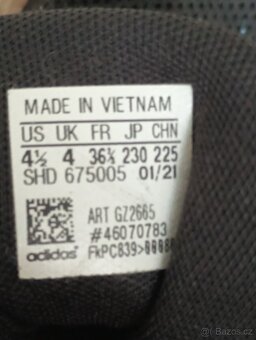 MADE IN VIETNAM
US UK FR JP CHN
4½ 4 36⅔ 230 225
SHD 675005 01/21
ART GZ2665
#46070783
adidas
Bazos.cz